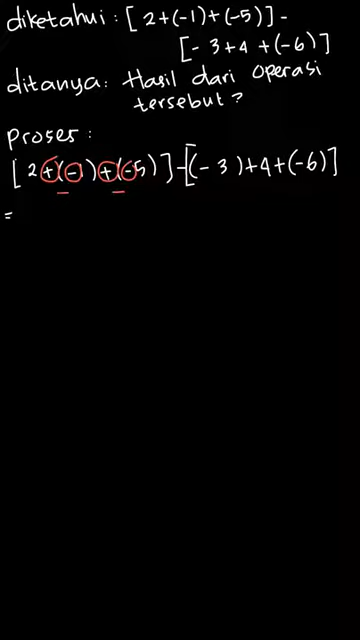 diketahui : [ 2+(-1)+(-5)] -
[- 3+4 +(-6)]
ditanya: Hasil dari operasi
tersebut ?
proses :
[ 2 +(-1) +(-5)] -[(- 3)+4+(-6)]
=